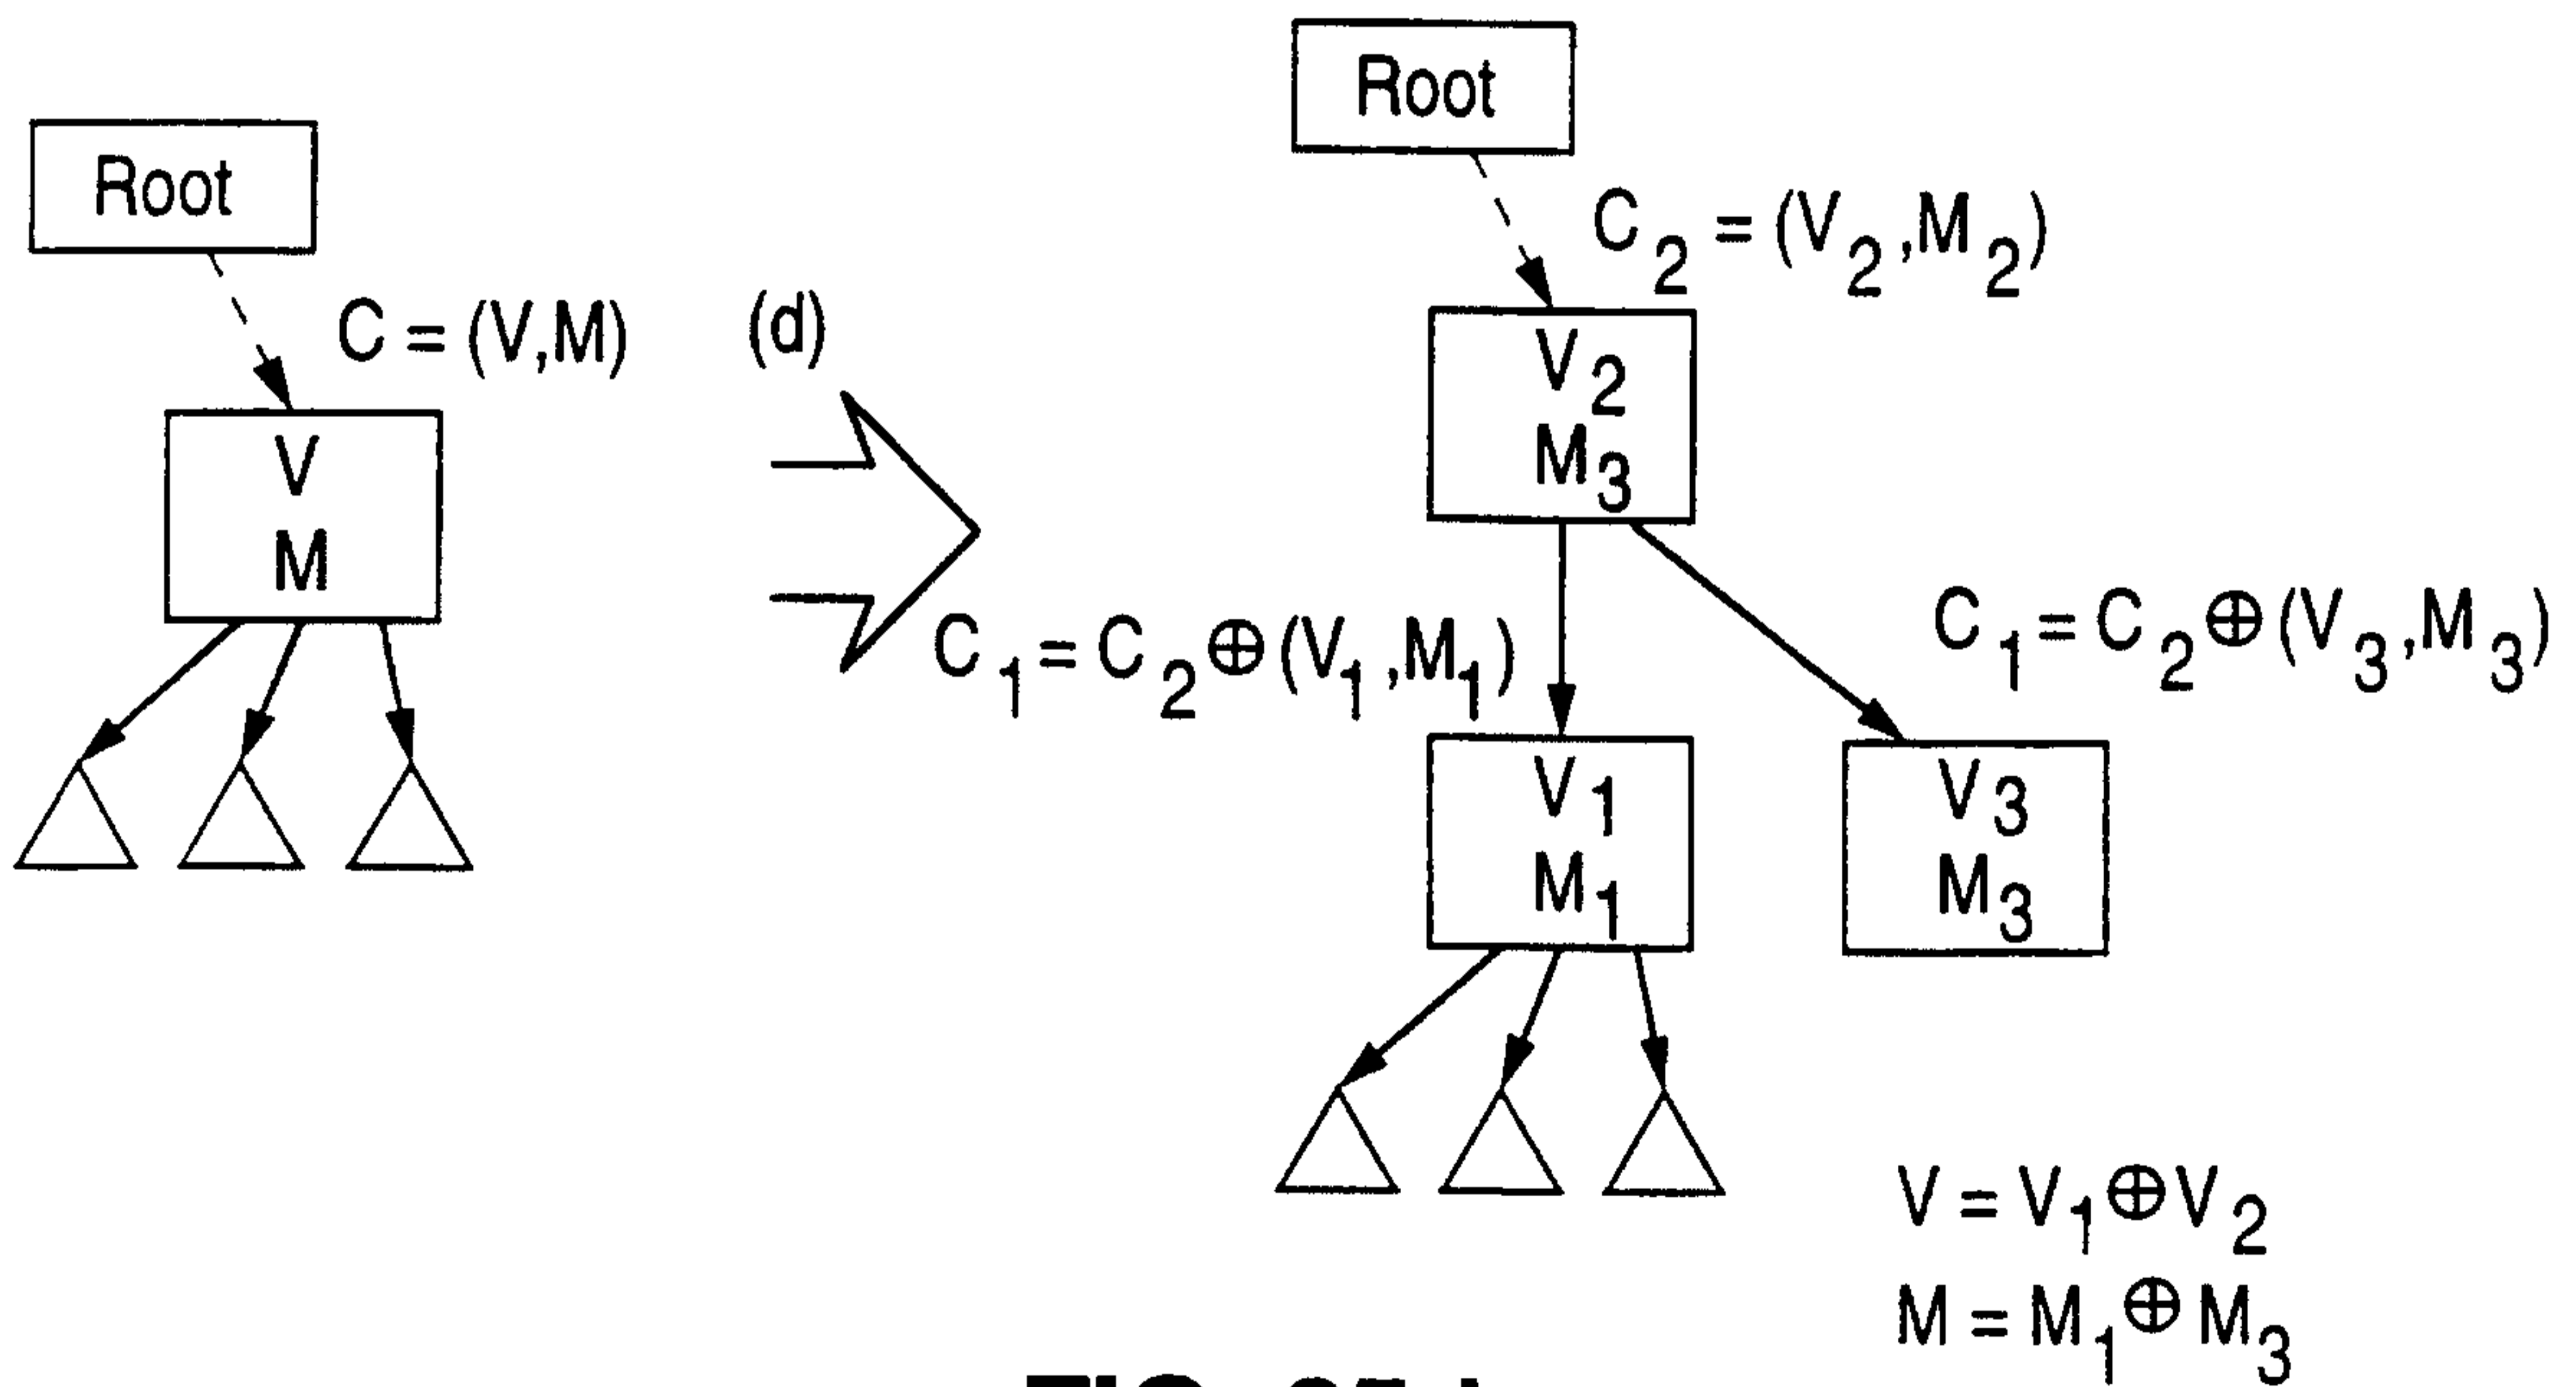 Root
C = (V,M)
V
M
(d)
Root
C₂ = (V₂,M₂)
V₂
M₃
C₁ = C₂ ⊕ (V₁,M₁)
C₁ = C₂ ⊕ (V₃,M₃)
V₁
M₁
V₃
M₃
V = V₁ ⊕ V₂
M = M₁ ⊕ M₃